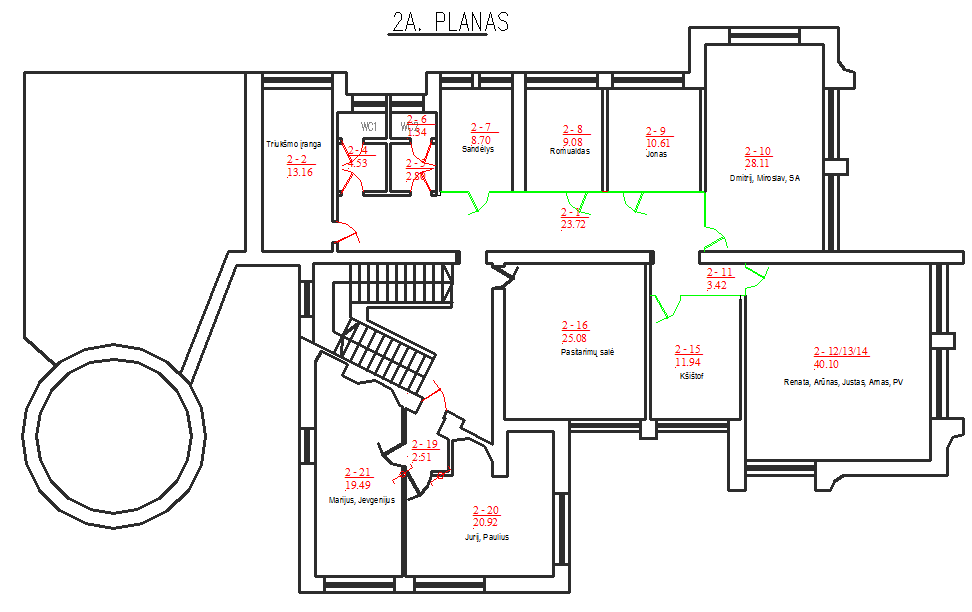 2A. PLANAS
Triukšmo įranga
2 - 2
13.16
WC1
2 - 4
4.53
2 - 6
1.34
2 - 7
8.70
Sandėlys
2 - 8
9.08
Romualdas
2 - 9
10.61
Jonas
2 - 10
28.11
Dmitrij, Miroslav, SA
2 - 1
23.72
2 - 11
3.42
2 - 16
25.08
Pasitarimų salė
2 - 15
11.94
Kšištof
2 - 12/13/14
40.10
Renata, Arūnas, Justas, Arnas, PV
2 - 19
2.51
2 - 21
19.49
Marijus, Jevgenijus
2 - 20
20.92
Jurij, Paulius